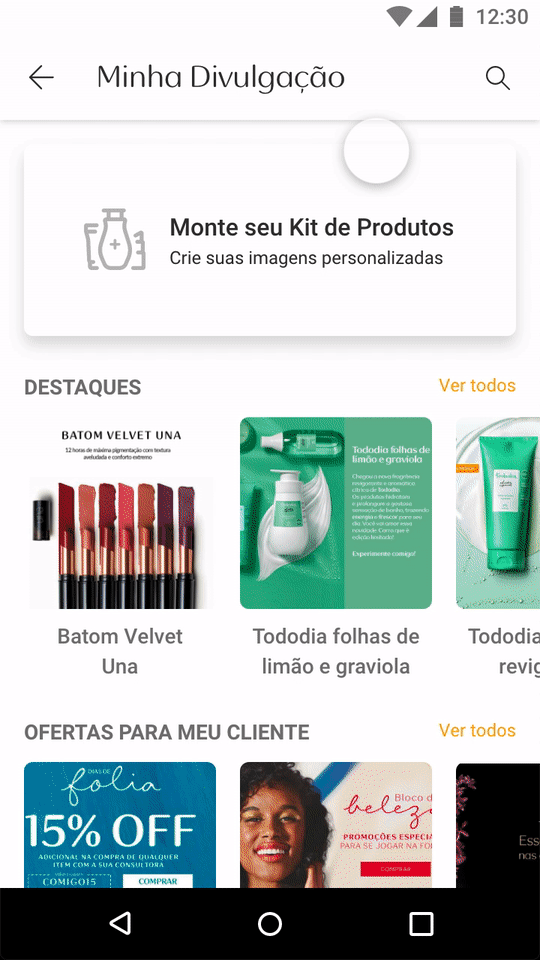 12:30
Minha Divulgação
Monte seu Kit de Produtos
Crie suas imagens personalizadas
DESTAQUES
Ver todos
BATOM VELVET UNA
12 horas de máxima pigmentação com textura
aveludada e conforto extremo
Tododia folhas de
limão e graviola
Chegou a nova fragrância
Experimente comigo!
Batom Velvet
Una
Tododia folhas de
limão e graviola
Tododia
revig
OFERTAS PARA MEU CLIENTE
Ver todos
DIAS DE
folia
15% OFF
ADICIONAL NA COMPRA DE QUALQUER
ITEM COM A SUA CONSULTORA
COMIGO15
COMPRAR
Bloco d
beleza
PROMOÇÕES ESPECIA
PARA SE JOGAR NA FO
COMPRAR
Ess
nas